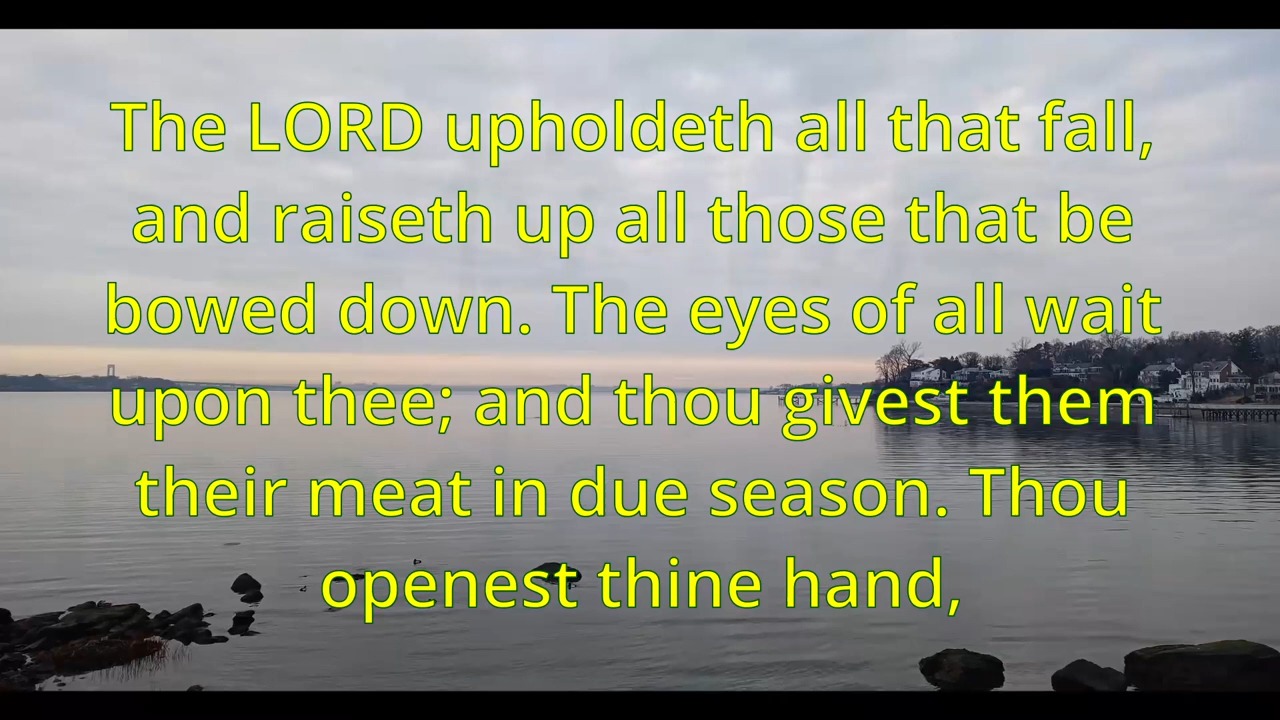 The LORD upholdeth all that fall,
and raiseth up all those that be
bowed down. The eyes of all wait
upon thee; and thou givest them
their meat in due season. Thou
openest thine hand,